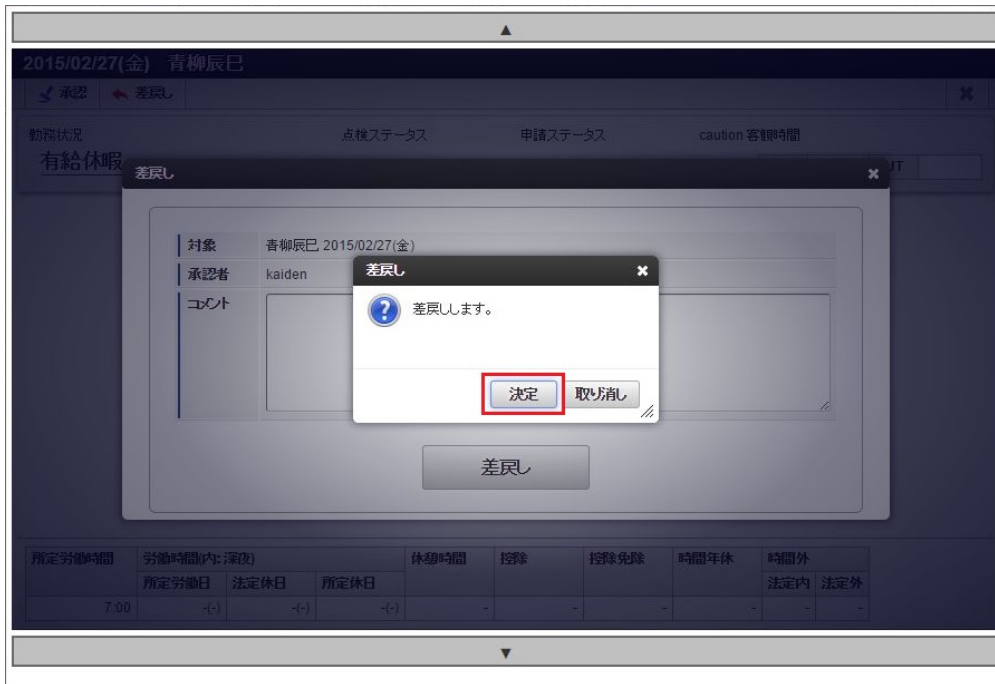 ▲
2015/02/27(金) 青柳辰巳
承認 差戻し
勤務状況 点検ステータス 申請ステータス caution 客観時間
有給休暇
UT
差戻し
対象 青柳辰巳 2015/02/27(金)
承認者 kaiden
コメント
差戻し
差戻しします。
決定 取り消し
差戻し
所定労働時間 労働時間(内:深夜) 休憩時間 控除 控除免除 時間年休 時間外
所定労働日 法定休日 所定休日 法定内 法定外
7:00 -(-) -(-) -(-) - - - - - -
▼